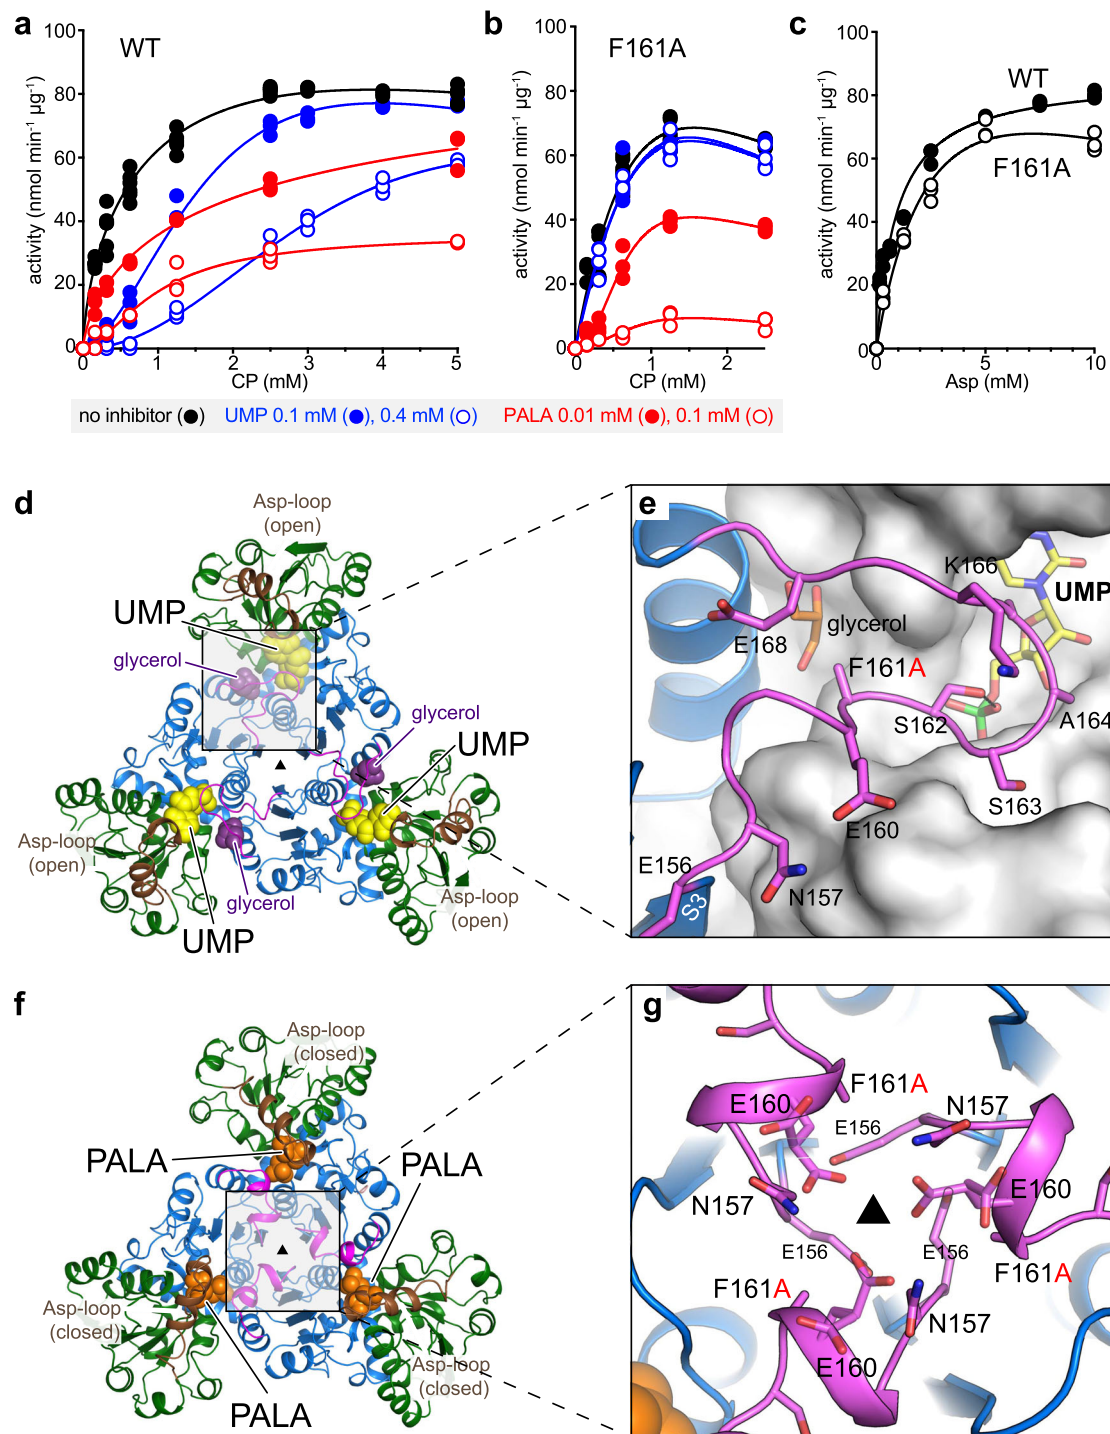 a
WT
activity (nmol min⁻¹ µg⁻¹)
100
80
60
40
20
0
0
1
2
3
4
5
CP (mM)
b
F161A
activity (nmol min⁻¹ µg⁻¹)
100
80
60
40
20
0
0
1
2
CP (mM)
c
WT
F161A
activity (nmol min⁻¹ µg⁻¹)
100
80
60
40
20
0
0
5
10
Asp (mM)
no inhibitor (●) UMP 0.1 mM (●), 0.4 mM (○) PALA 0.01 mM (●), 0.1 mM (○)
d
Asp-loop
(open)
UMP
glycerol
glycerol
UMP
Asp-loop
(open)
glycerol
UMP
Asp-loop
(open)
e
K166
UMP
glycerol
E168
F161A
S162
A164
S163
E160
E156
N157
S3
f
Asp-loop
(closed)
PALA
PALA
Asp-loop
(closed)
Asp-loop
(closed)
PALA
g
F161A
E160
N157
E156
E160
N157
E156
E156
F161A
F161A
N157
E160